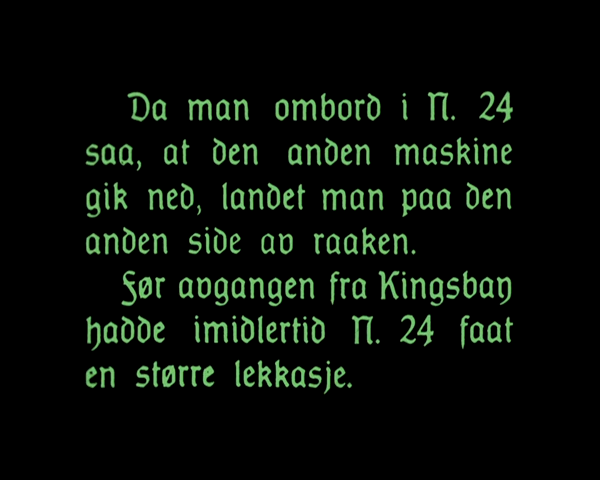 Da man ombord i N. 24
saa, at den anden maskine
gik ned, landet man paa den
anden side av raaken.
Før avgangen fra Kingsbay
hadde imidlertid N. 24 faat
en større lekkasje.